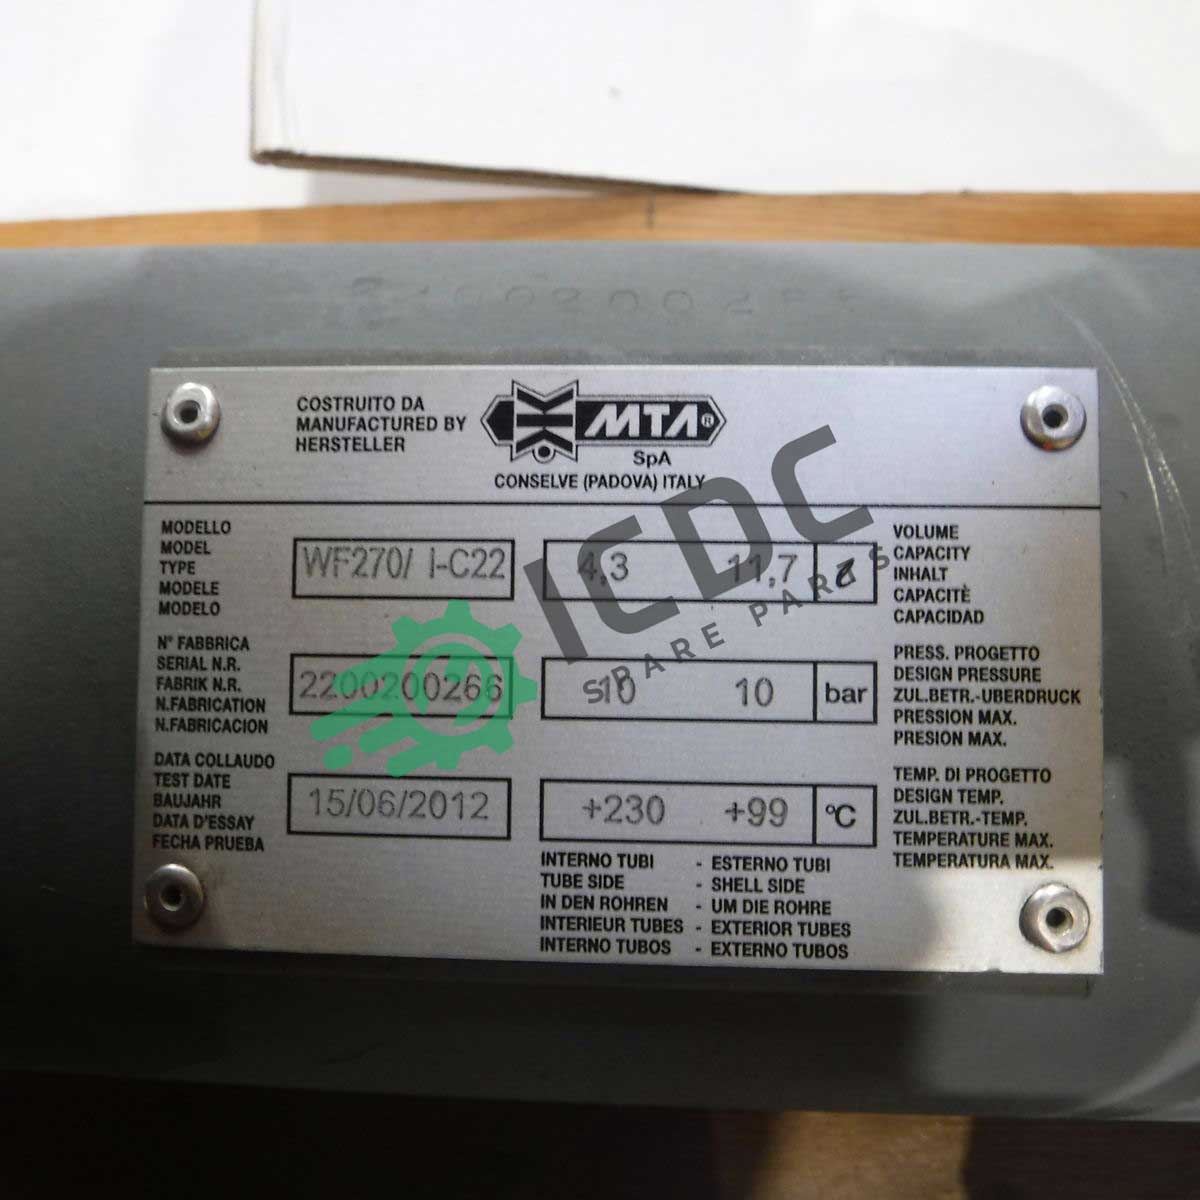 COSTRUITO DA
MANUFACTURED BY
HERSTELLER
MTA®
SpA
CONSELVE (PADOVA) ITALY
MODELLO
MODEL
TYPE
MODELE
MODELO
WF270/ I-C22
4,3 11,7 ℓ
VOLUME
CAPACITY
INHALT
CAPACITÈ
CAPACIDAD
N° FABBRICA
SERIAL N.R.
FABRIK N.R.
N.FABRICATION
N.FABRICACION
2200200266
10 10 bar
PRESS. PROGETTO
DESIGN PRESSURE
ZUL.BETR.-UBERDRUCK
PRESSION MAX.
PRESION MAX.
DATA COLLAUDO
TEST DATE
BAUJAHR
DATA D'ESSAY
FECHA PRUEBA
15/06/2012
+230 +99 °C
TEMP. DI PROGETTO
DESIGN TEMP.
ZUL.BETR.-TEMP.
TEMPERATURE MAX.
TEMPERATURA MAX.
INTERNO TUBI - ESTERNO TUBI
TUBE SIDE - SHELL SIDE
IN DEN ROHREN - UM DIE ROHRE
INTERIEUR TUBES - EXTERIOR TUBES
INTERNO TUBOS - EXTERNO TUBOS
ICDC
SPARE PARTS